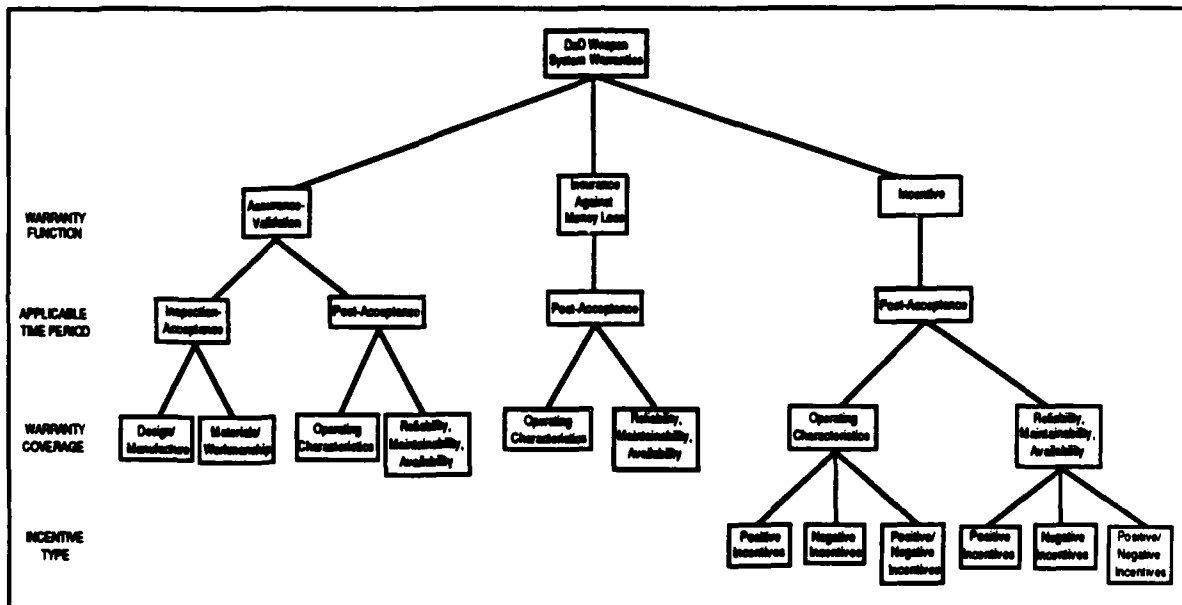 DoD Weapon
System Warranties
WARRANTY
FUNCTION
Assurance-
Validation
Insurance
Against
Money Loss
Incentive
APPLICABLE
TIME PERIOD
Inspection-
Acceptance
Post-Acceptance
Post-Acceptance
Post-Acceptance
WARRANTY
COVERAGE
Design/
Manufacture
Materials/
Workmanship
Operating
Characteristics
Reliability,
Maintainability,
Availability
Operating
Characteristics
Reliability,
Maintainability,
Availability
Operating
Characteristics
Reliability,
Maintainability,
Availability
INCENTIVE
TYPE
Positive
Incentives
Negative
Incentives
Positive/
Negative
Incentives
Positive
Incentives
Negative
Incentives
Positive/
Negative
Incentives